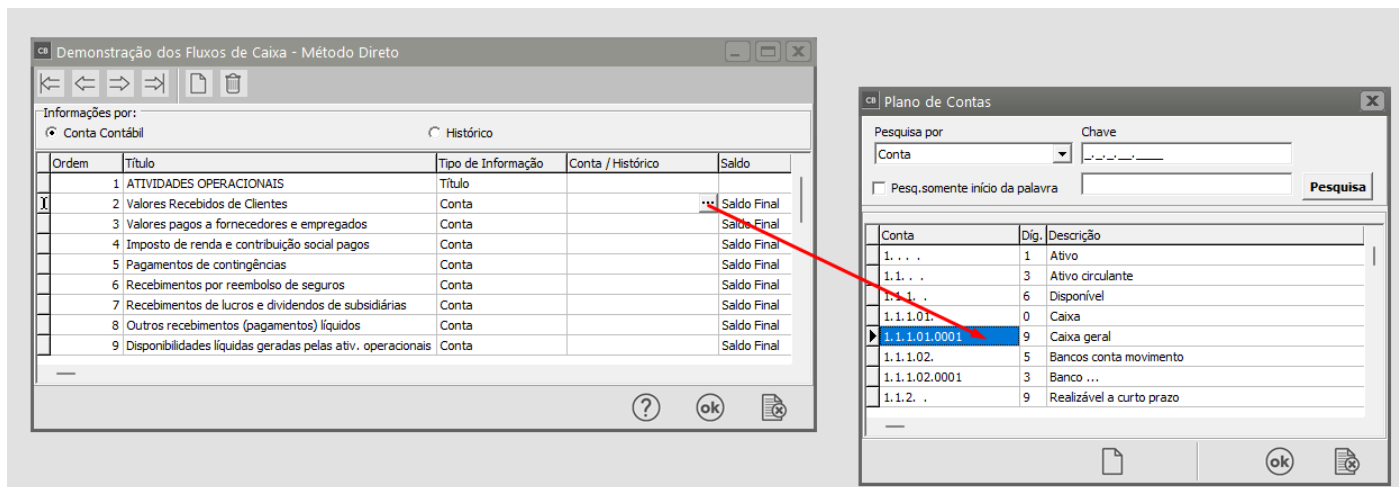 CB Demonstração dos Fluxos de Caixa - Método Direto
Informações por:
Conta Contábil Histórico
Ordem Título Tipo de Informação Conta / Histórico Saldo
1 ATIVIDADES OPERACIONAIS Título
2 Valores Recebidos de Clientes Conta ... Saldo Final
3 Valores pagos a fornecedores e empregados Conta Saldo Final
4 Imposto de renda e contribuição social pagos Conta Saldo Final
5 Pagamentos de contingências Conta Saldo Final
6 Recebimentos por reembolso de seguros Conta Saldo Final
7 Recebimentos de lucros e dividendos de subsidiárias Conta Saldo Final
8 Outros recebimentos (pagamentos) líquidos Conta Saldo Final
9 Disponibilidades líquidas geradas pelas ativ. operacionais Conta Saldo Final
? ok
CB Plano de Contas
Pesquisa por Chave
Conta _._._.__.____
Pesq.somente início da palavra Pesquisa
Conta Díg. Descrição
1. . . . 1 Ativo
1.1. . . 3 Ativo circulante
1.1.1. . 6 Disponível
1.1.1.01. 0 Caixa
1.1.1.01.0001 9 Caixa geral
1.1.1.02. 5 Bancos conta movimento
1.1.1.02.0001 3 Banco ...
1.1.2. . 9 Realizável a curto prazo
ok